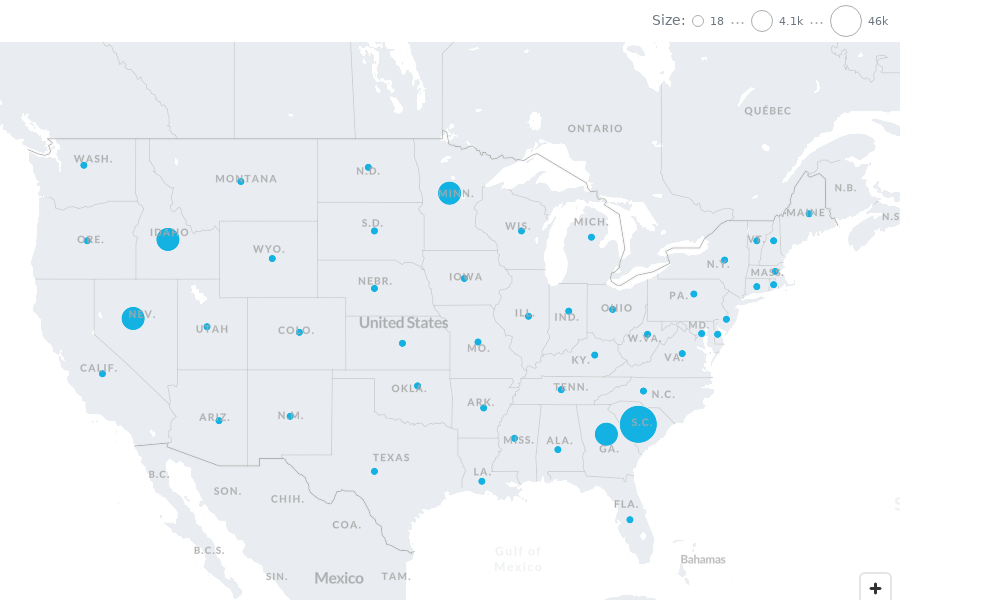 Size: 18 ... 4.1k ... 46k
QUÉBEC
ONTARIO
WASH.
MONTANA
N.D.
MINN.
N.B.
MAINE
N.S
ORE.
IDAHO
S.D.
WIS.
MICH.
VT.
WYO.
N.Y.
MASS.
NEBR.
IOWA
PA.
NEV.
UTAH
COLO.
United States
ILL.
IND.
OHIO
MD.
W.VA.
MO.
KY.
VA.
CALIF.
OKLA.
TENN.
N.C.
ARIZ.
N.M.
ARK.
S.C.
MISS.
ALA.
GA.
TEXAS
LA.
B.C.
SON.
CHIH.
FLA.
COA.
B.C.S.
Gulf of
Mexico
Bahamas
SIN.
Mexico
TAM.
+